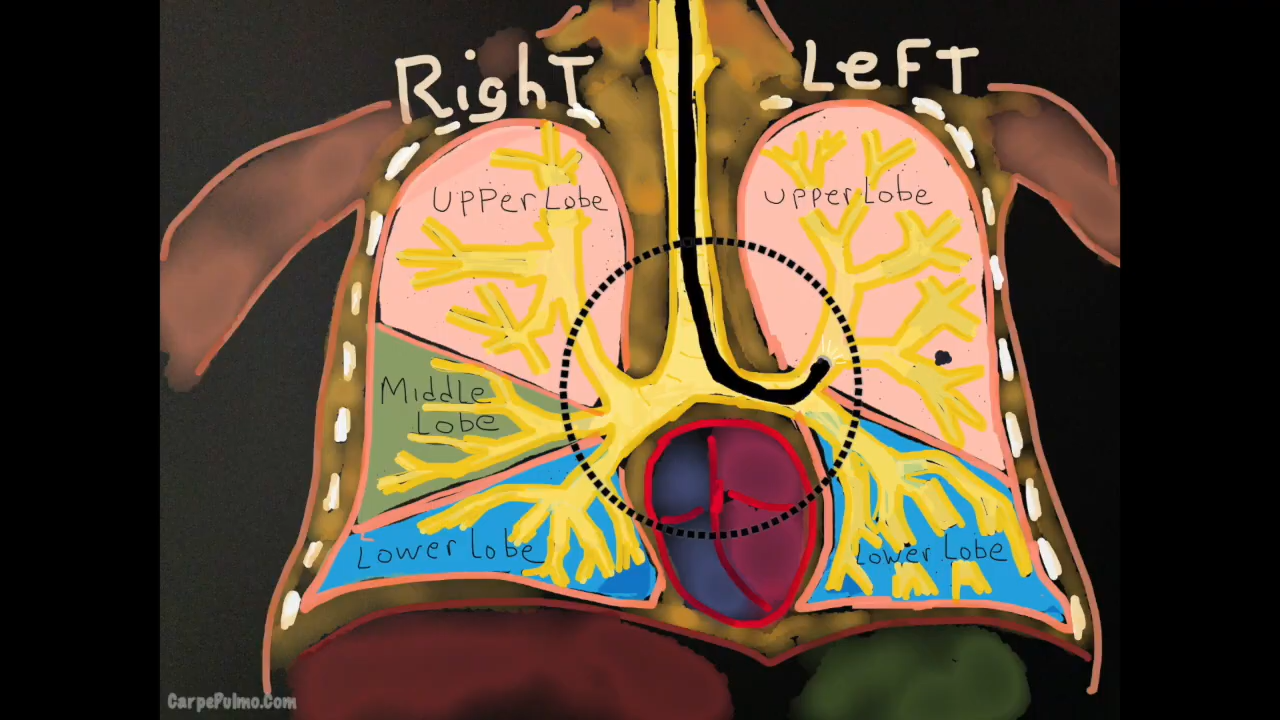 Right
Left
Upper Lobe
Upper Lobe
Middle
Lobe
Lower Lobe
Lower Lobe
CarpePulmo.Com